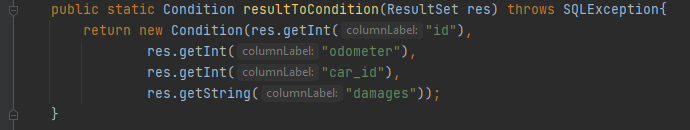 public static Condition resultToCondition(ResultSet res) throws SQLException{
return new Condition(res.getInt( columnLabel: "id"),
res.getInt( columnLabel: "odometer"),
res.getInt( columnLabel: "car_id"),
res.getString( columnLabel: "damages"));
}